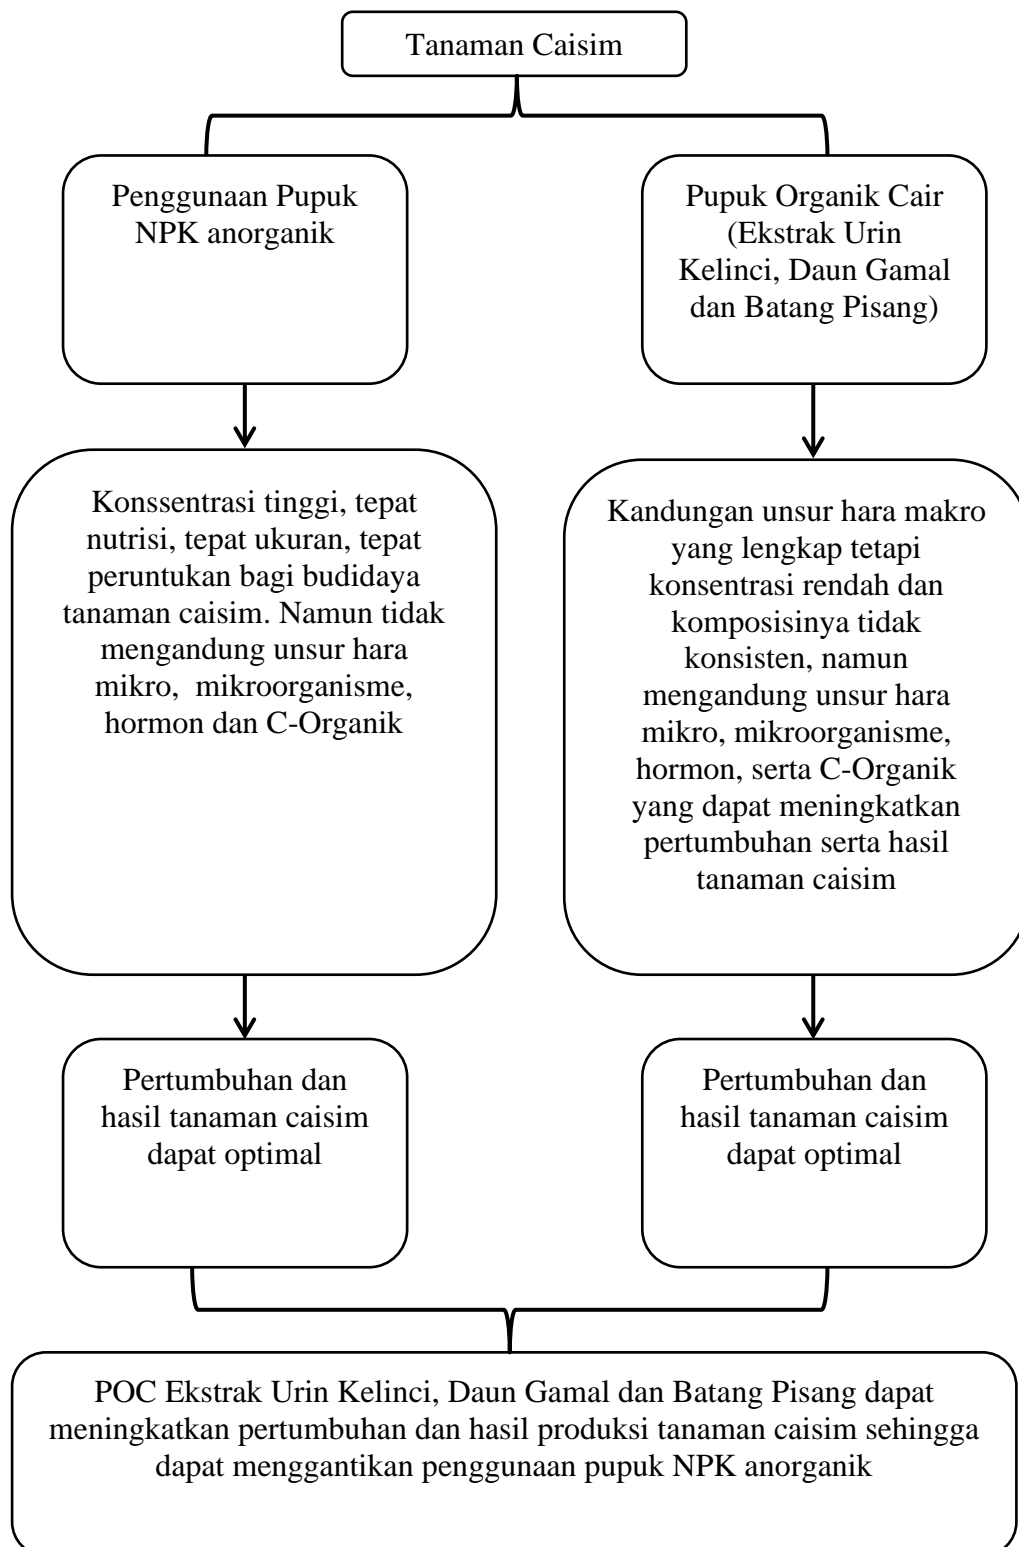 Tanaman Caisim
Penggunaan Pupuk
NPK anorganik
Pupuk Organik Cair
(Ekstrak Urin
Kelinci, Daun Gamal
dan Batang Pisang)
Konssentrasi tinggi, tepat
nutrisi, tepat ukuran, tepat
peruntukan bagi budidaya
tanaman caisim. Namun tidak
mengandung unsur hara
mikro,  mikroorganisme,
hormon dan C-Organik
Kandungan unsur hara makro
yang lengkap tetapi
konsentrasi rendah dan
komposisinya tidak
konsisten, namun
mengandung unsur hara
mikro, mikroorganisme,
hormon, serta C-Organik
yang dapat meningkatkan
pertumbuhan serta hasil
tanaman caisim
Pertumbuhan dan
hasil tanaman caisim
dapat optimal
Pertumbuhan dan
hasil tanaman caisim
dapat optimal
POC Ekstrak Urin Kelinci, Daun Gamal dan Batang Pisang dapat
meningkatkan pertumbuhan dan hasil produksi tanaman caisim sehingga
dapat menggantikan penggunaan pupuk NPK anorganik